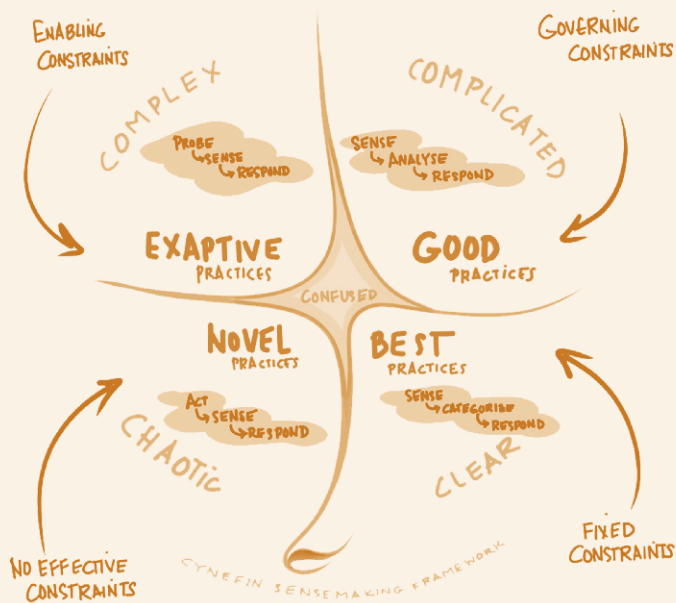 ENABLING
CONSTRAINTS
GOVERNING
CONSTRAINTS
COMPLEX
COMPLICATED
PROBE
SENSE
RESPOND
SENSE
ANALYSE
RESPOND
EXAPTIVE
PRACTICES
GOOD
PRACTICES
CONFUSED
NOVEL
PRACTICES
BEST
PRACTICES
ACT
SENSE
RESPOND
SENSE
CATEGORISE
RESPOND
CHAOTIC
CLEAR
NO EFFECTIVE
CONSTRAINTS
FIXED
CONSTRAINTS
CYNEFIN SENSEMAKING FRAMEWORK